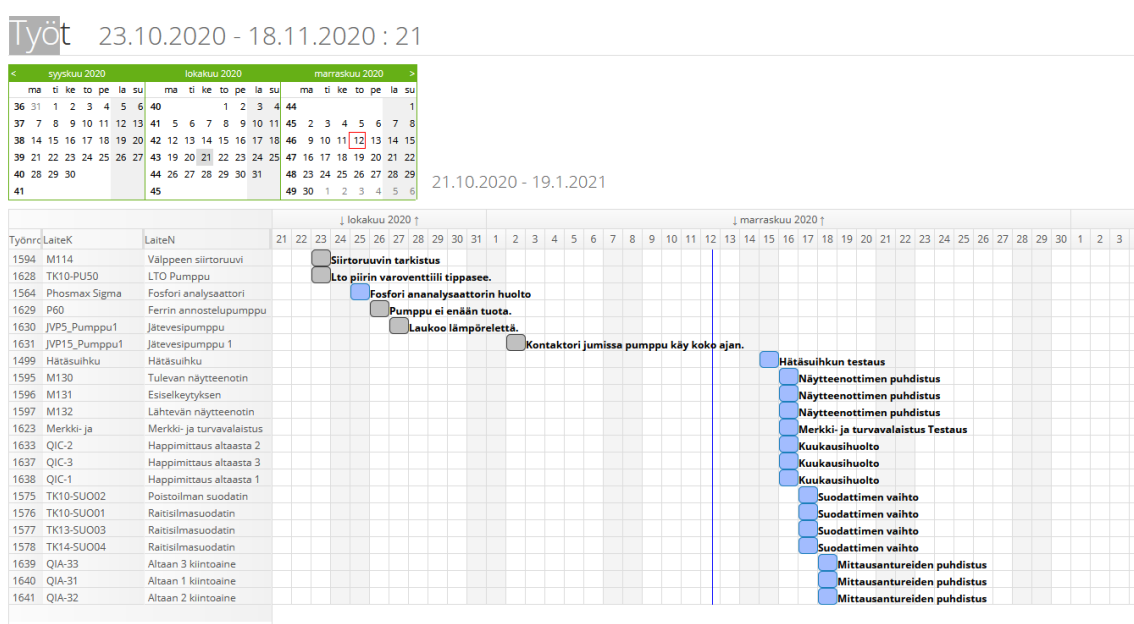 Työt 23.10.2020 - 18.11.2020 : 21
< syyskuu 2020 lokakuu 2020 marraskuu 2020 >
ma ti ke to pe la su ma ti ke to pe la su ma ti ke to pe la su
36 31 1 2 3 4 5 6 40 1 2 3 4 44 1
37 7 8 9 10 11 12 13 41 5 6 7 8 9 10 11 45 2 3 4 5 6 7 8
38 14 15 16 17 18 19 20 42 12 13 14 15 16 17 18 46 9 10 11 12 13 14 15
39 21 22 23 24 25 26 27 43 19 20 21 22 23 24 25 47 16 17 18 19 20 21 22
40 28 29 30 44 26 27 28 29 30 31 48 23 24 25 26 27 28 29
41 45 49 30 1 2 3 4 5 6
21.10.2020 - 19.1.2021
↓ lokakuu 2020 ↑ ↓ marraskuu 2020 ↑
Työnrc LaiteK LaiteN 21 22 23 24 25 26 27 28 29 30 31 1 2 3 4 5 6 7 8 9 10 11 12 13 14 15 16 17 18 19 20 21 22 23 24 25 26 27 28 29 30 1 2 3
1594 M114 Välppeen siirtoruuvi Siirtoruuvin tarkistus
1628 TK10-PU50 LTO Pumppu Lto piirin varoventtiili tippasee.
1564 Phosmax Sigma Fosfori analysaattori Fosfori ananalysaattorin huolto
1629 P60 Ferrin annostelupumppu Pumppu ei enään tuota.
1630 JVP5_Pumppu1 Jätevesipumppu Laukoo lämpörelettä.
1631 JVP15_Pumppu1 Jätevesipumppu 1 Kontaktori jumissa pumppu käy koko ajan.
1499 Hätäsuihku Hätäsuihku Hätäsuihkun testaus
1595 M130 Tulevan näytteenotin Näytteenottimen puhdistus
1596 M131 Esiselkeytyksen Näytteenottimen puhdistus
1597 M132 Lähtevän näytteenotin Näytteenottimen puhdistus
1623 Merkki- ja Merkki- ja turvavalaistus Merkki- ja turvavalaistus Testaus
1633 QIC-2 Happimittaus altaasta 2 Kuukausihuolto
1637 QIC-3 Happimittaus altaasta 3 Kuukausihuolto
1638 QIC-1 Happimittaus altaasta 1 Kuukausihuolto
1575 TK10-SUO02 Poistoilman suodatin Suodattimen vaihto
1576 TK10-SUO01 Raitisilmasuodatin Suodattimen vaihto
1577 TK13-SUO03 Raitisilmasuodatin Suodattimen vaihto
1578 TK14-SUO04 Raitisilmasuodatin Suodattimen vaihto
1639 QIA-33 Altaan 3 kiintoaine Mittausantureiden puhdistus
1640 QIA-31 Altaan 1 kiintoaine Mittausantureiden puhdistus
1641 QIA-32 Altaan 2 kiintoaine Mittausantureiden puhdistus